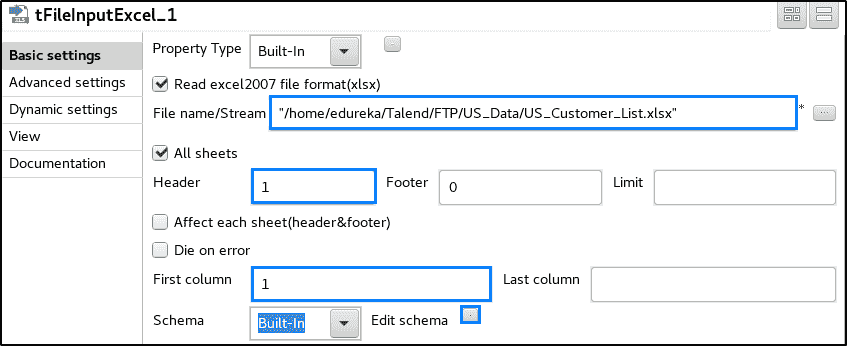 tFileInputExcel_1
Basic settings
Advanced settings
Dynamic settings
View
Documentation
Property Type Built-In
Read excel2007 file format(xlsx)
File name/Stream "/home/edureka/Talend/FTP/US_Data/US_Customer_List.xlsx" * ...
All sheets
Header 1 Footer 0 Limit
Affect each sheet(header&footer)
Die on error
First column 1 Last column
Schema Built-In Edit schema